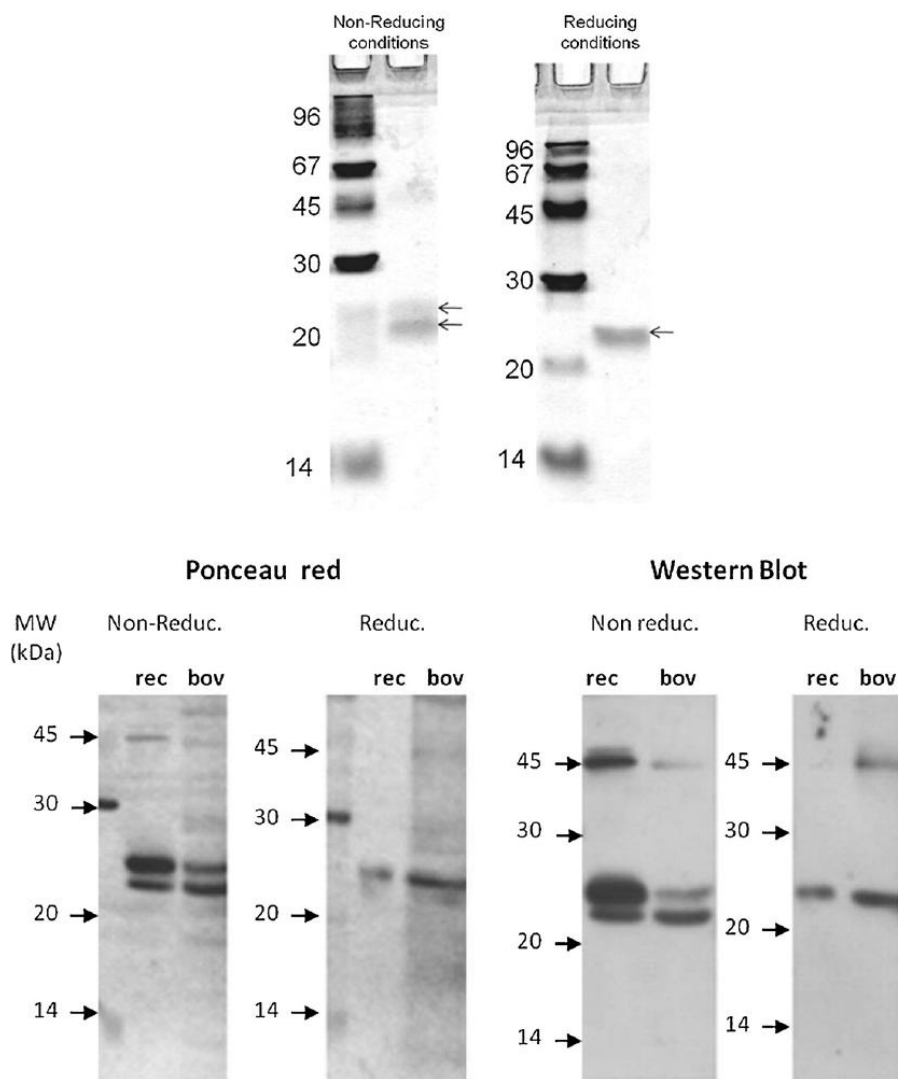 Non-Reducing
conditions
Reducing
conditions
96
67
45
30
20
14
96
67
45
30
20
14
Ponceau red
Western Blot
MW
(kDa)
Non-Reduc.
Reduc.
Non reduc.
Reduc.
rec bov
rec bov
rec bov
rec bov
45
30
20
14
45
30
20
14
45
30
20
14
45
30
20
14